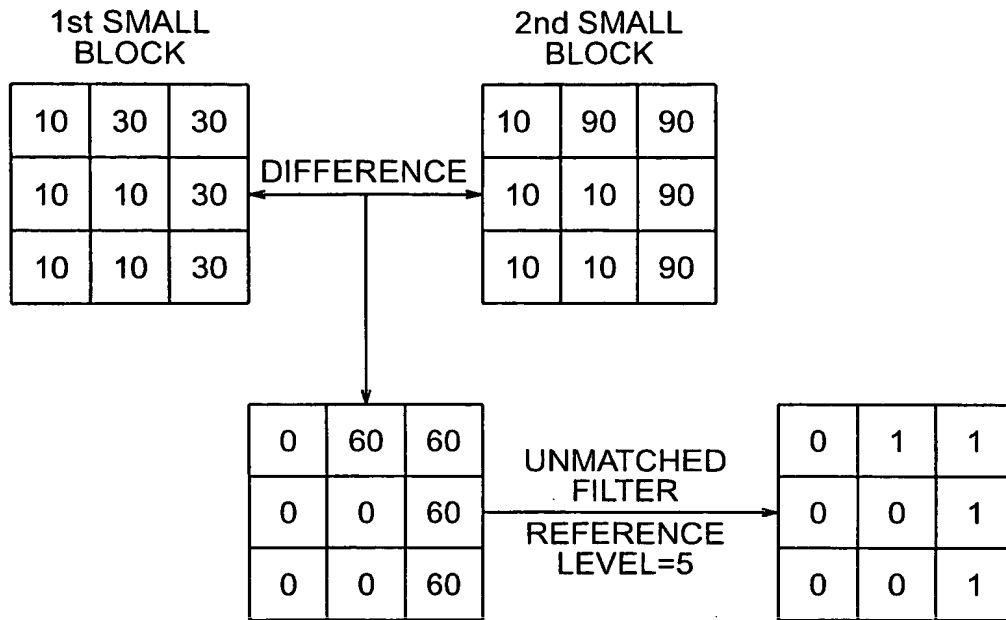 1st SMALL BLOCK
2nd SMALL BLOCK
10 30 30
10 10 30
10 10 30
DIFFERENCE
10 90 90
10 10 90
10 10 90
0 60 60
0 0 60
0 0 60
UNMATCHED
FILTER
REFERENCE
LEVEL=5
0 1 1
0 0 1
0 0 1